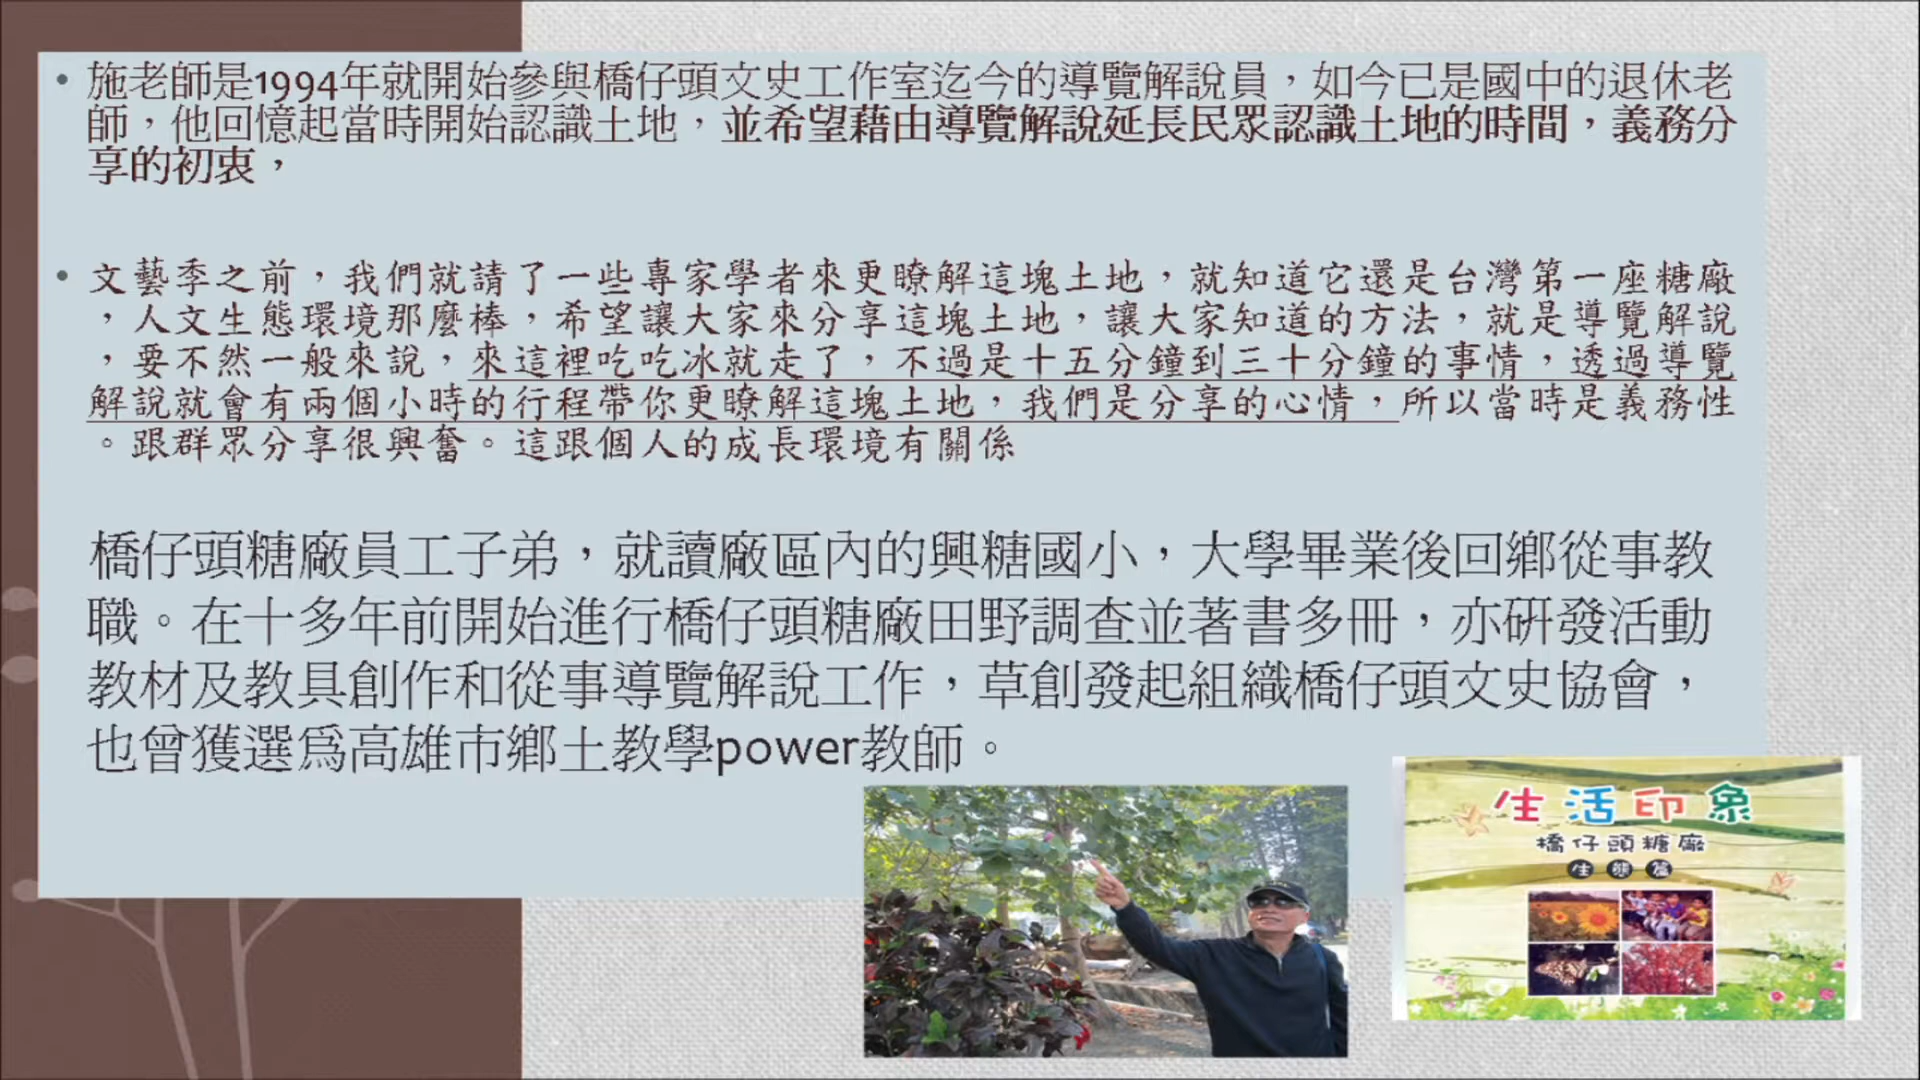 • 施老師是1994年就開始參與橋仔頭文史工作室迄今的導覽解說員，如今已是國中的退休老
師，他回憶起當時開始認識土地，並希望藉由導覽解說延長民眾認識土地的時間，義務分
享的初衷，
• 文藝季之前，我們就請了一些專家學者來更瞭解這塊土地，就知道它還是台灣第一座糖廠
，人文生態環境那麼棒，希望讓大家來分享這塊土地，讓大家知道的方法，就是導覽解說
，要不然一般來說，來這裡吃吃冰就走了，不過是十五分鐘到三十分鐘的事情，透過導覽
解說就會有兩個小時的行程帶你更瞭解這塊土地，我們是分享的心情，所以當時是義務性
。跟群眾分享很興奮。這跟個人的成長環境有關係
橋仔頭糖廠員工子弟，就讀廠區內的興糖國小，大學畢業後回鄉從事教
職。在十多年前開始進行橋仔頭糖廠田野調查並著書多冊，亦研發活動
教材及教具創作和從事導覽解說工作，草創發起組織橋仔頭文史協會，
也曾獲選為高雄市鄉土教學power教師。
生活印象
橋仔頭糖廠
生態篇